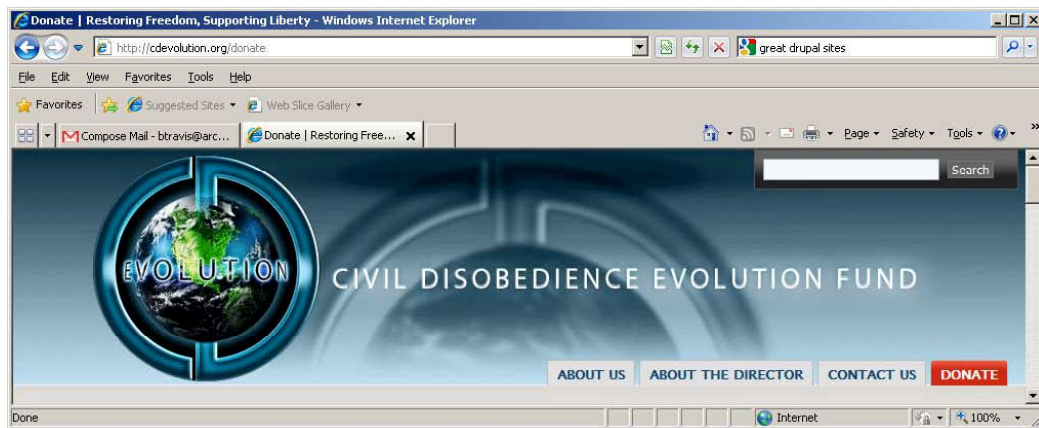 Donate | Restoring Freedom, Supporting Liberty - Windows Internet Explorer
http://cdevolution.org/donate great drupal sites
File Edit View Favorites Tools Help
Favorites Suggested Sites Web Slice Gallery
Compose Mail - btravis@arc... Donate | Restoring Free... Page Safety Tools »
Search
EVOLUTION
CIVIL DISOBEDIENCE EVOLUTION FUND
ABOUT US ABOUT THE DIRECTOR CONTACT US DONATE
Done Internet 100%